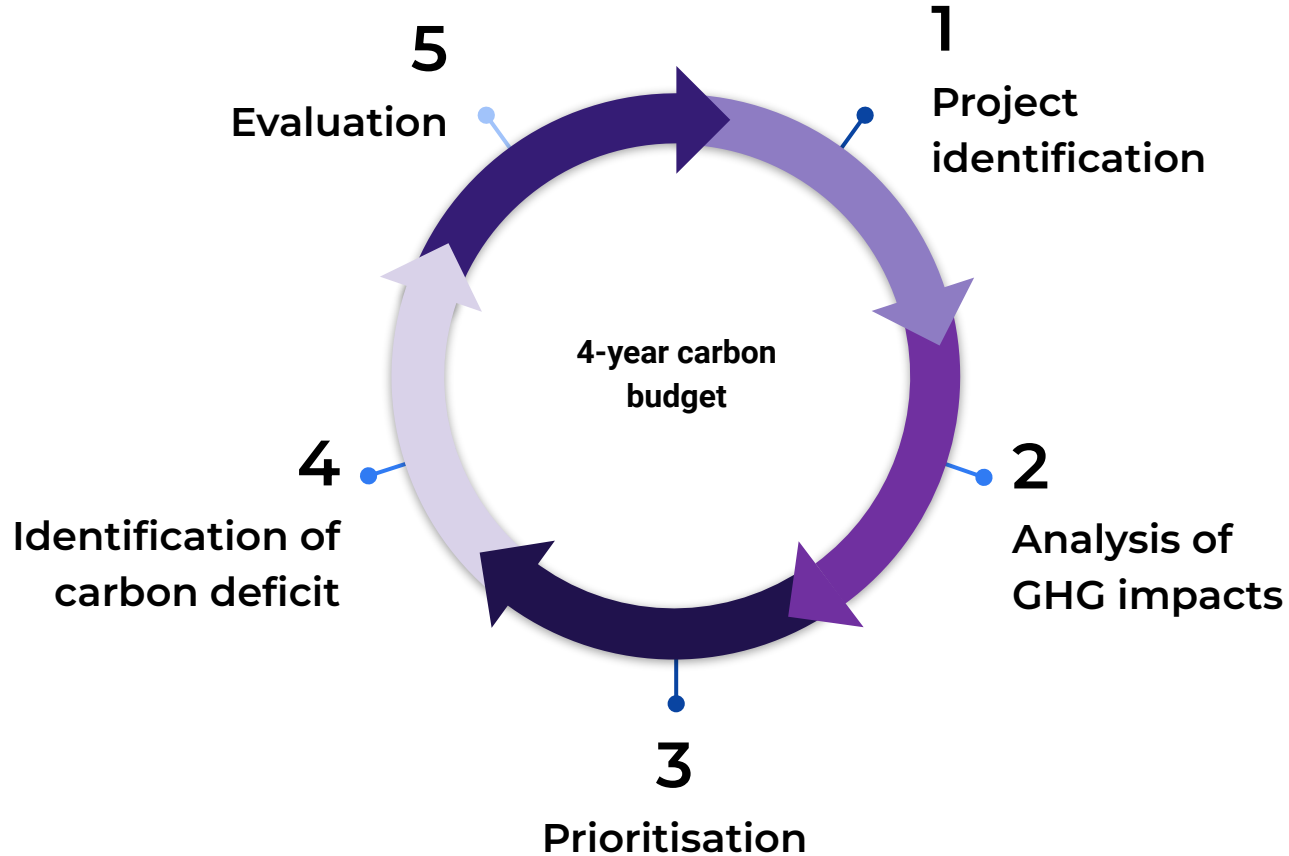 1
Project
identification
2
Analysis of
GHG impacts
3
Prioritisation
4
Identification of
carbon deficit
5
Evaluation
4-year carbon
budget